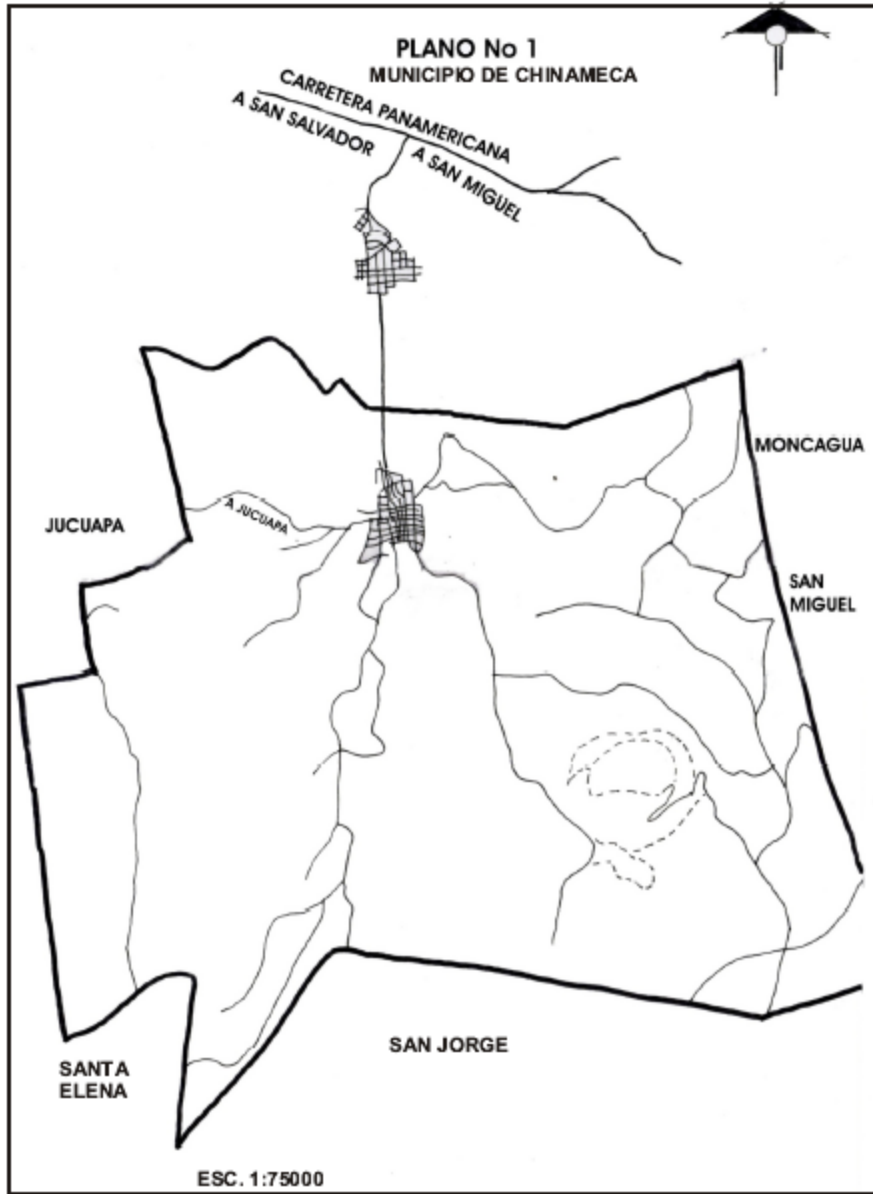 PLANO No 1
MUNICIPIO DE CHINAMECA
CARRETERA PANAMERICANA
A SAN SALVADOR
A SAN MIGUEL
MONCAGUA
A JUCUAPA
JUCUAPA
SAN
MIGUEL
SAN JORGE
SANTA
ELENA
ESC. 1:75000